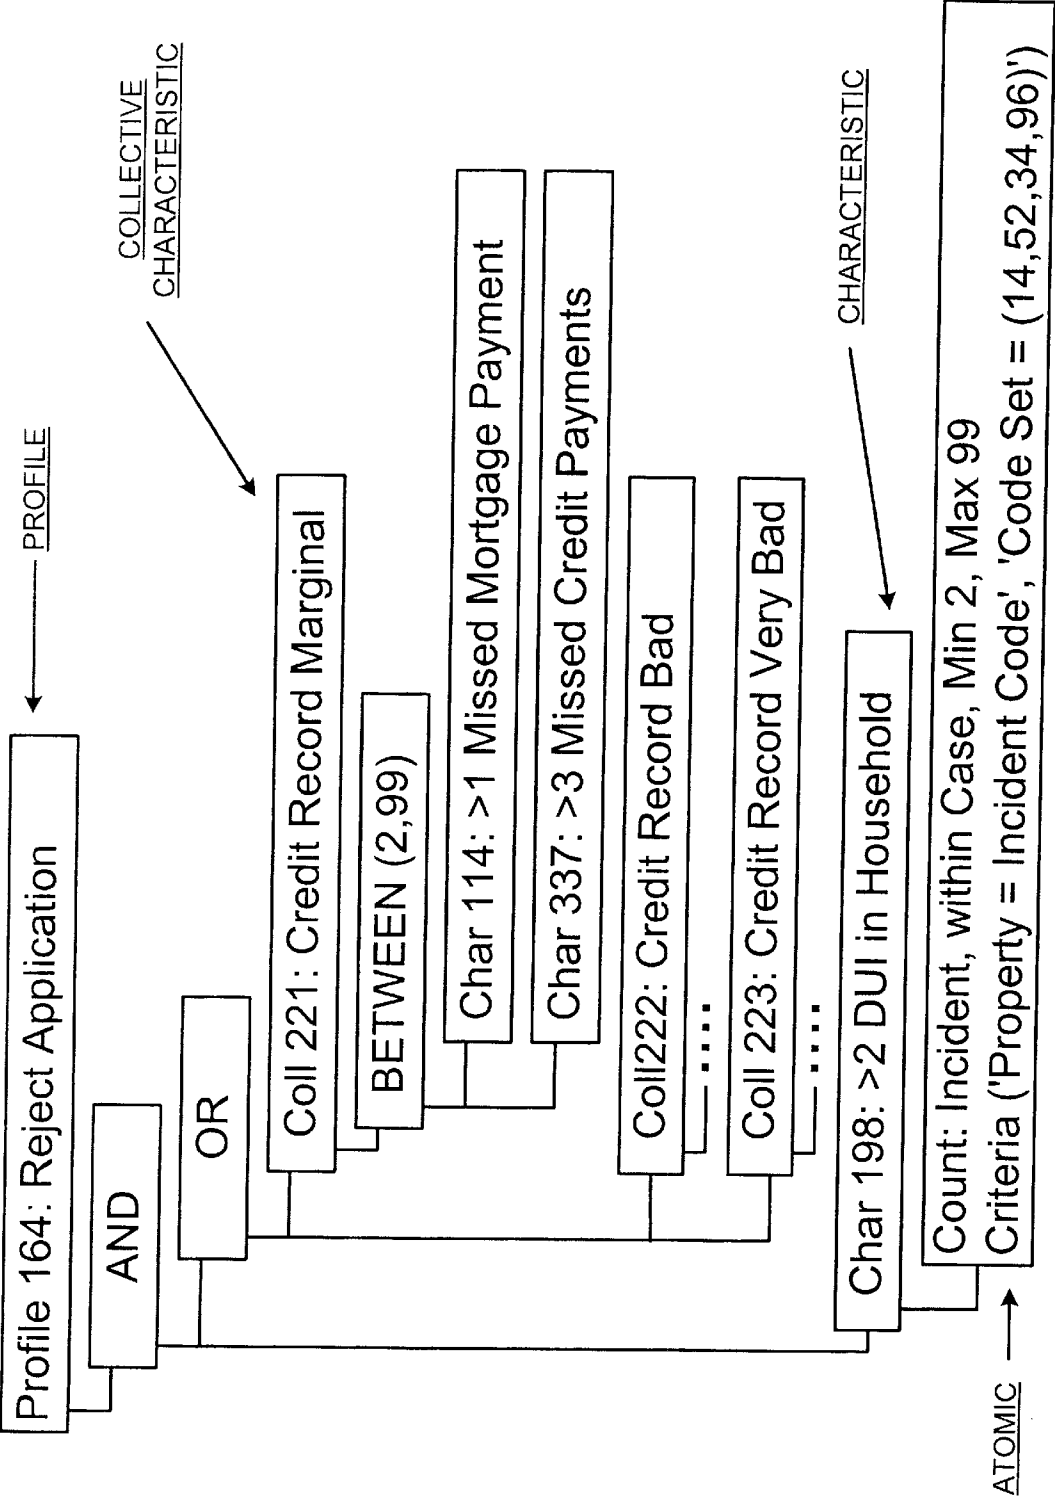 PROFILE
Profile 164: Reject Application
AND
OR
COLLECTIVE
CHARACTERISTIC
Coll 221: Credit Record Marginal
BETWEEN (2,99)
Char 114: >1 Missed Mortgage Payment
Char 337: >3 Missed Credit Payments
Coll222: Credit Record Bad
....
Coll 223: Credit Record Very Bad
....
CHARACTERISTIC
Char 198: >2 DUI in Household
ATOMIC
Count: Incident, within Case, Min 2, Max 99
Criteria ('Property = Incident Code', 'Code Set = (14,52,34,96)')